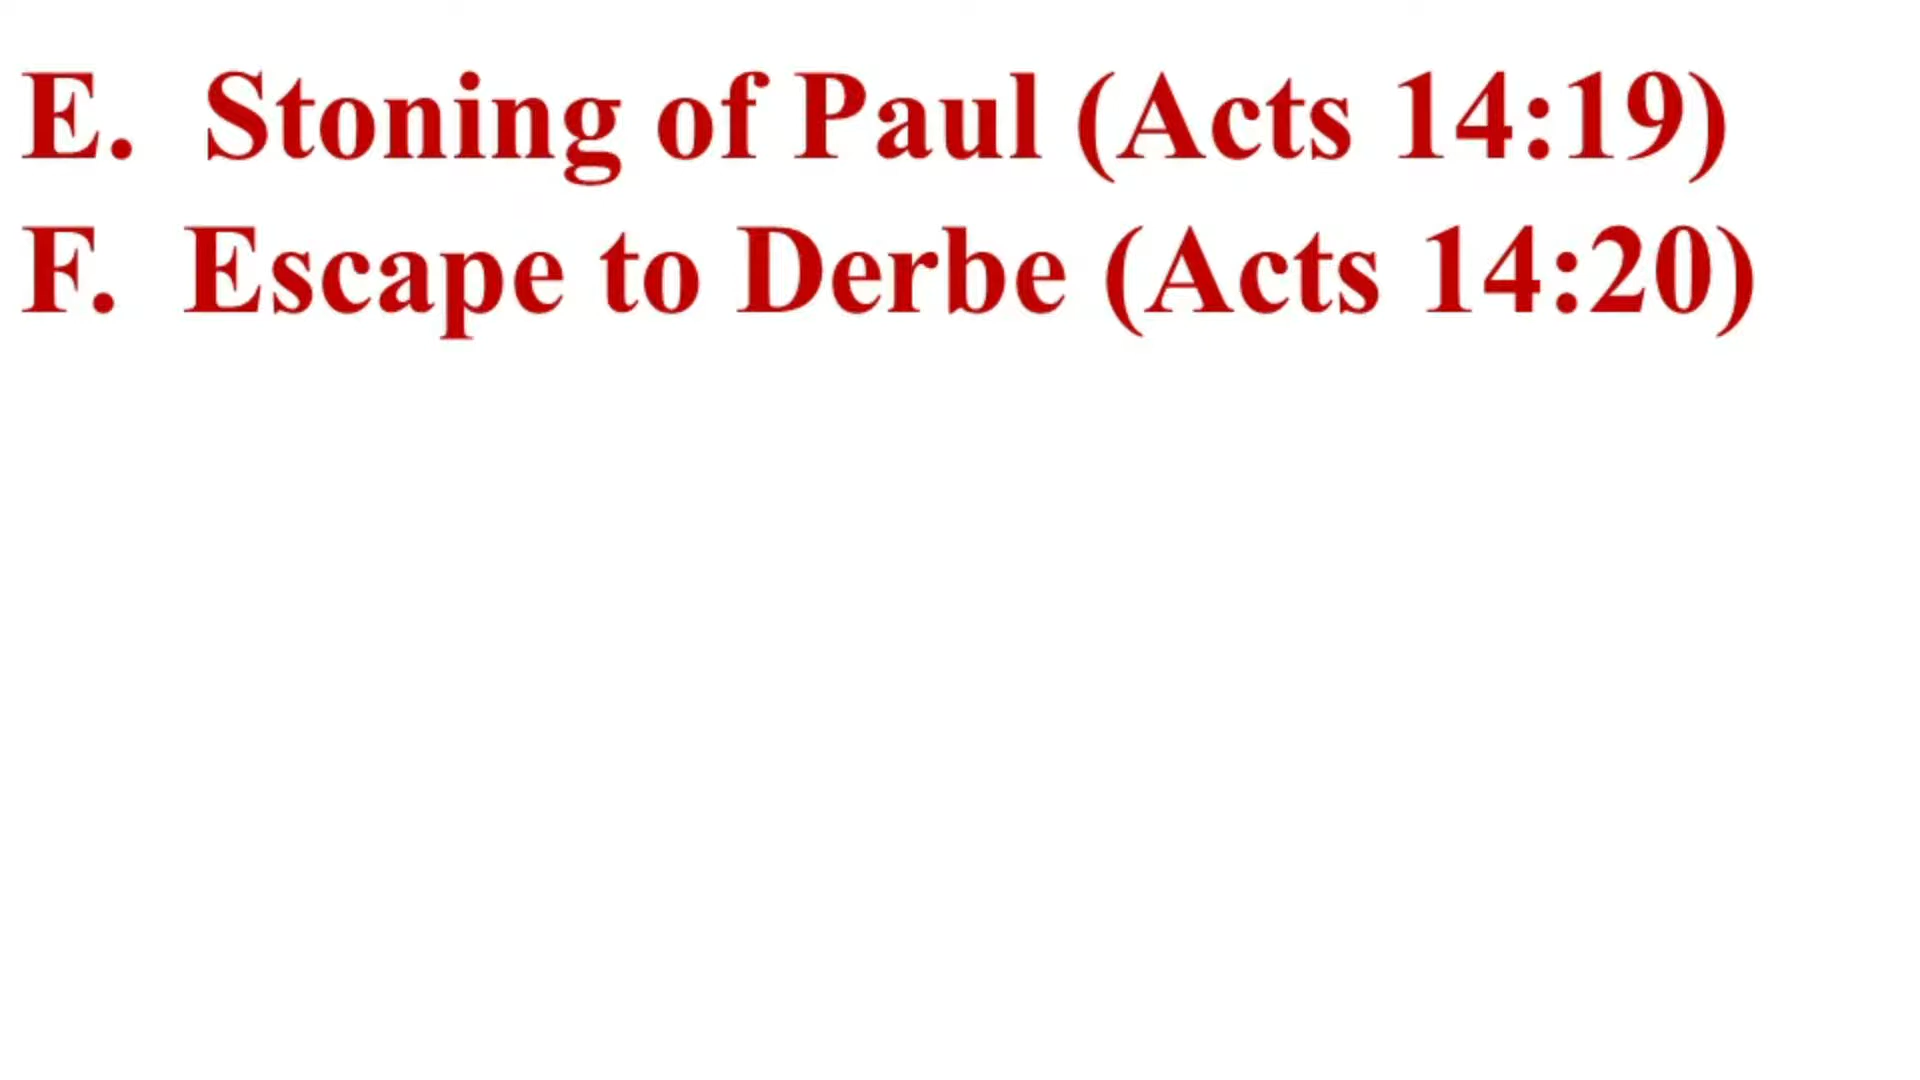 E. Stoning of Paul (Acts 14:19)
F. Escape to Derbe (Acts 14:20)